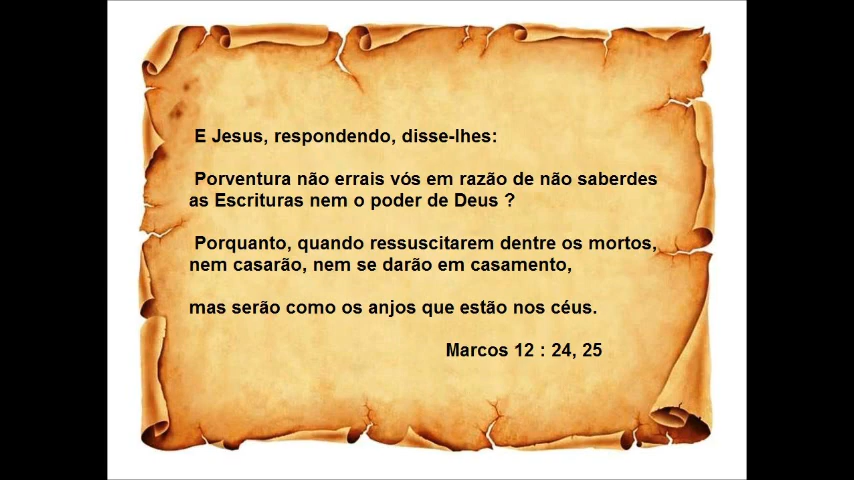 E Jesus, respondendo, disse-lhes:
Porventura não errais vós em razão de não saberdes
as Escrituras nem o poder de Deus ?
Porquanto, quando ressuscitarem dentre os mortos,
nem casarão, nem se darão em casamento,
mas serão como os anjos que estão nos céus.
Marcos 12 : 24, 25